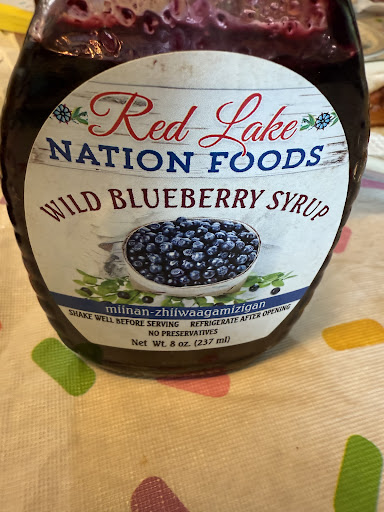 Red Lake
NATION FOODS
WILD BLUEBERRY SYRUP
miinan-zhiiwaagamizigan
SHAKE WELL BEFORE SERVING REFRIGERATE AFTER OPENING
NO PRESERVATIVES
Net Wt. 8 oz. (237 ml)